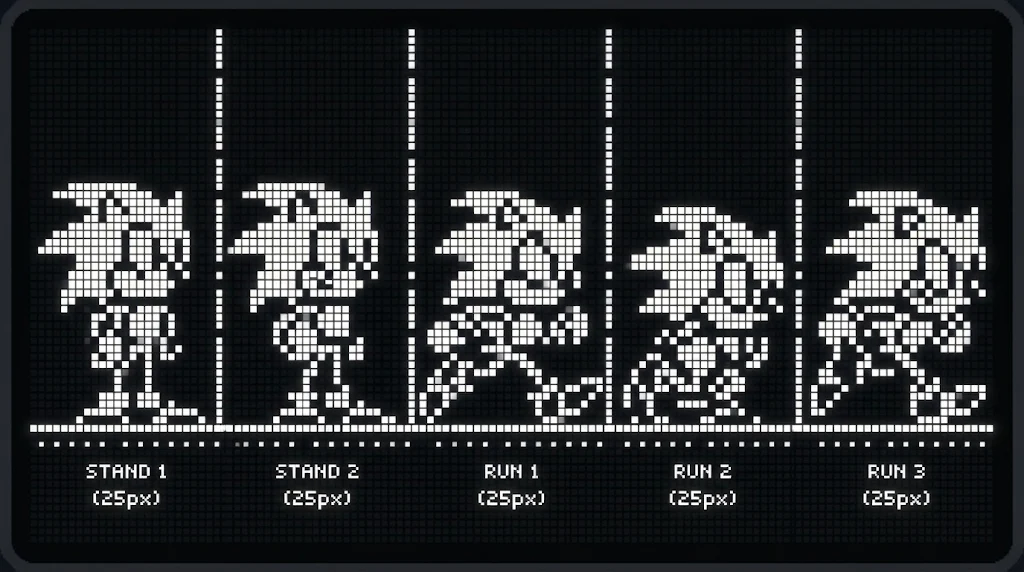 STAND 1
(25px)
STAND 2
(25px)
RUN 1
(25px)
RUN 2
(25px)
RUN 3
(25px)